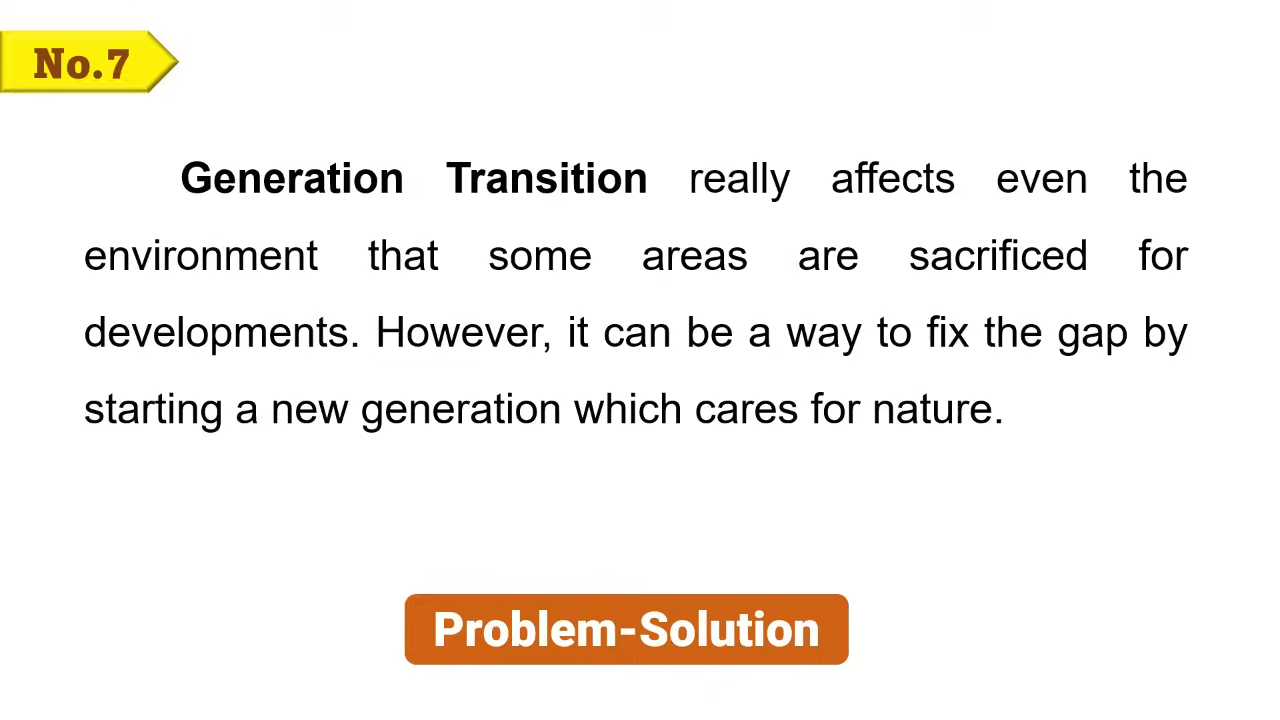 No.7
Generation Transition really affects even the
environment that some areas are sacrificed for
developments. However, it can be a way to fix the gap by
starting a new generation which cares for nature.
Problem-Solution